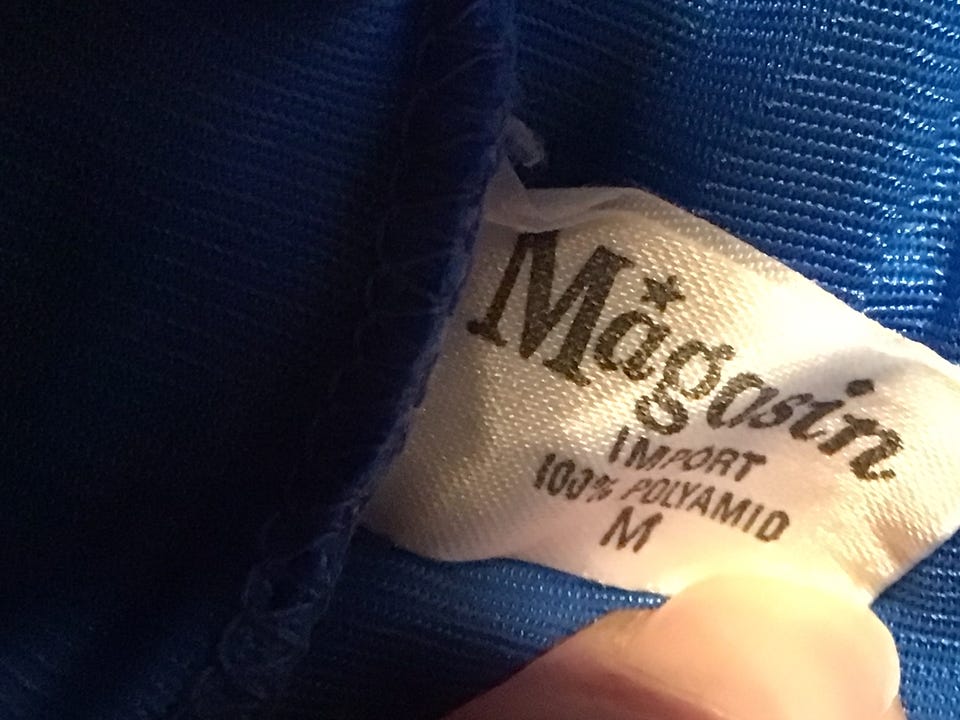 Magasin
IMPORT
100% POLYAMID
M